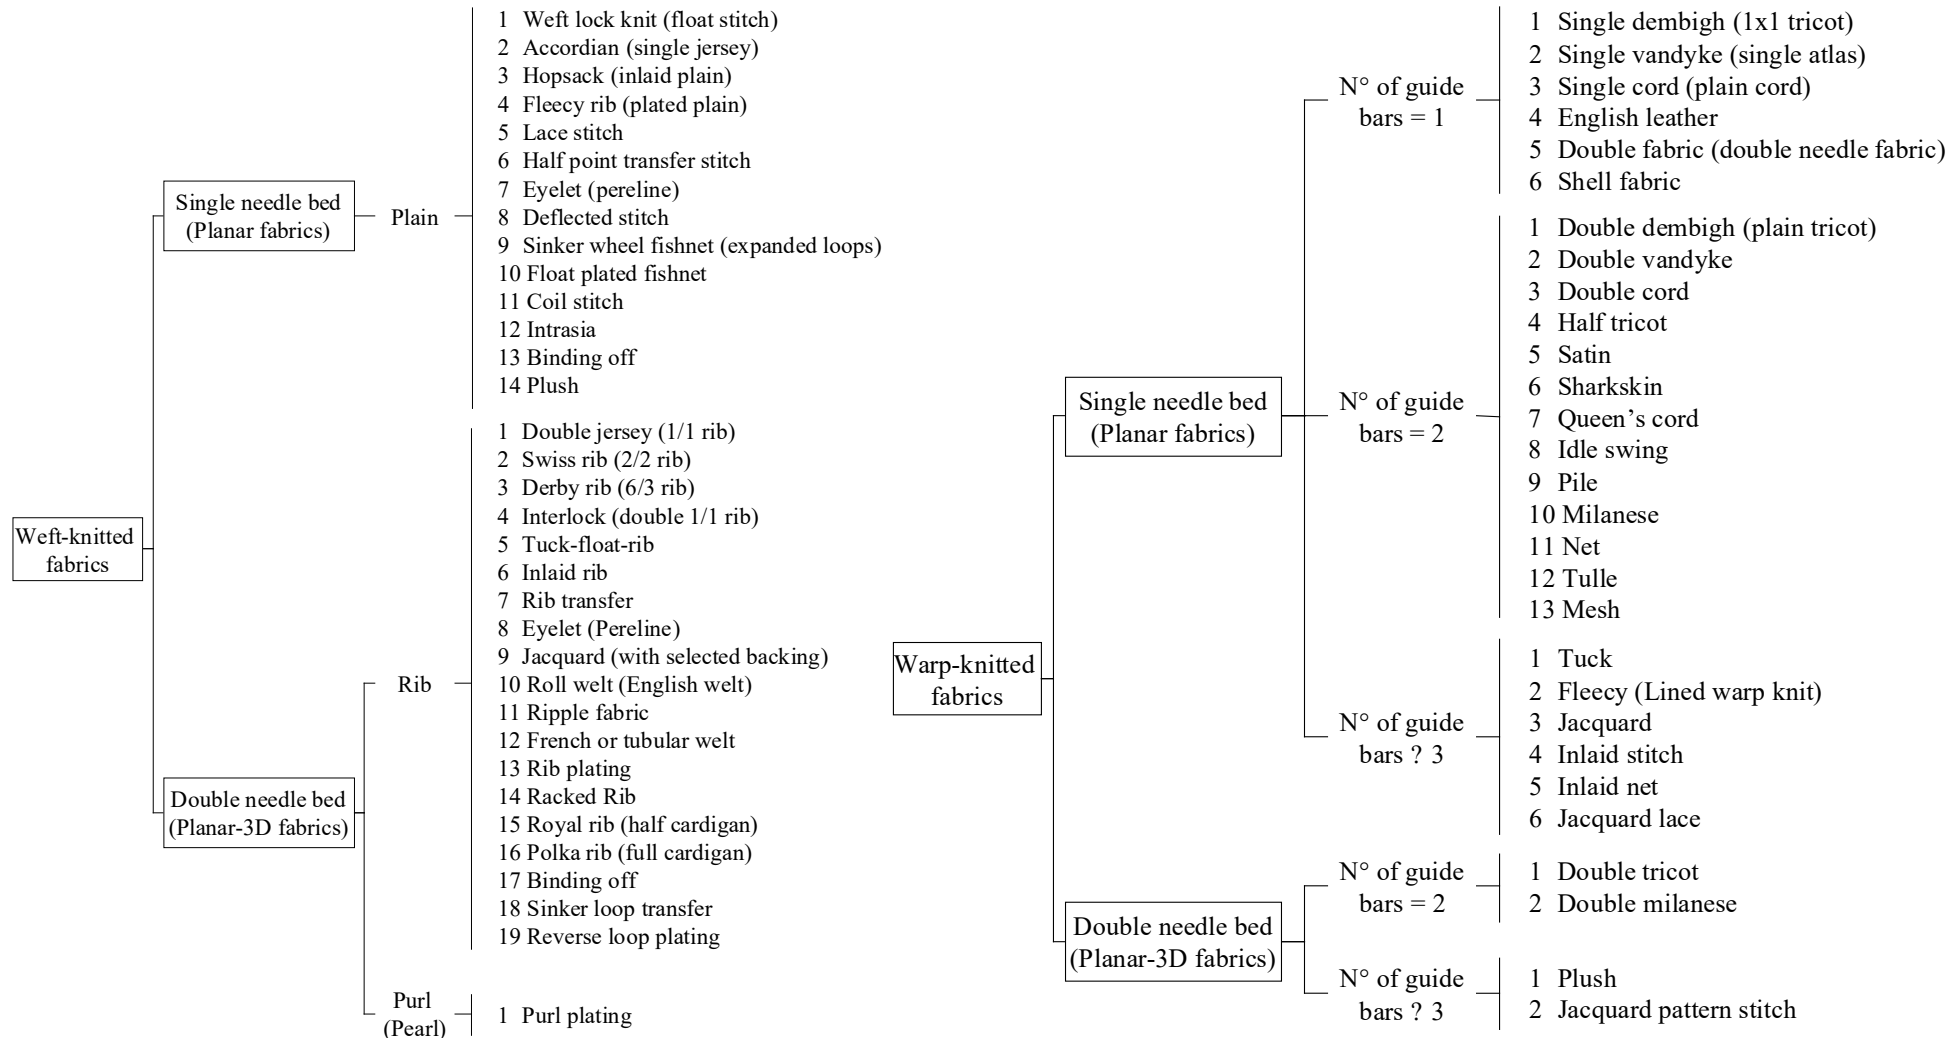 Weft-knitted
fabrics
Single needle bed
(Planar fabrics)
Plain
1 Weft lock knit (float stitch)
2 Accordian (single jersey)
3 Hopsack (inlaid plain)
4 Fleecy rib (plated plain)
5 Lace stitch
6 Half point transfer stitch
7 Eyelet (pereline)
8 Deflected stitch
9 Sinker wheel fishnet (expanded loops)
10 Float plated fishnet
11 Coil stitch
12 Intrasia
13 Binding off
14 Plush
Double needle bed
(Planar-3D fabrics)
Rib
1 Double jersey (1/1 rib)
2 Swiss rib (2/2 rib)
3 Derby rib (6/3 rib)
4 Interlock (double 1/1 rib)
5 Tuck-float-rib
6 Inlaid rib
7 Rib transfer
8 Eyelet (Pereline)
9 Jacquard (with selected backing)
10 Roll welt (English welt)
11 Ripple fabric
12 French or tubular welt
13 Rib plating
14 Racked Rib
15 Royal rib (half cardigan)
16 Polka rib (full cardigan)
17 Binding off
18 Sinker loop transfer
19 Reverse loop plating
Purl
(Pearl)
1 Purl plating
Warp-knitted
fabrics
Single needle bed
(Planar fabrics)
N° of guide
bars = 1
1 Single dembigh (1x1 tricot)
2 Single vandyke (single atlas)
3 Single cord (plain cord)
4 English leather
5 Double fabric (double needle fabric)
6 Shell fabric
N° of guide
bars = 2
1 Double dembigh (plain tricot)
2 Double vandyke
3 Double cord
4 Half tricot
5 Satin
6 Sharkskin
7 Queen’s cord
8 Idle swing
9 Pile
10 Milanese
11 Net
12 Tulle
13 Mesh
N° of guide
bars ? 3
1 Tuck
2 Fleecy (Lined warp knit)
3 Jacquard
4 Inlaid stitch
5 Inlaid net
6 Jacquard lace
Double needle bed
(Planar-3D fabrics)
N° of guide
bars = 2
1 Double tricot
2 Double milanese
N° of guide
bars ? 3
1 Plush
2 Jacquard pattern stitch